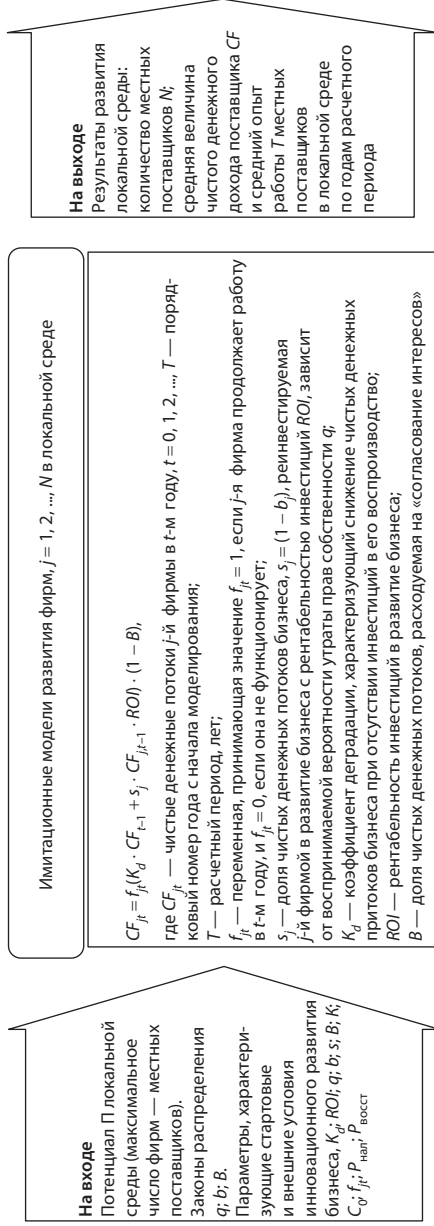 На входе
Потенциал П локальной
среды (максимальное
число фирм — местных
поставщиков).
Законы распределения
q; b; B.
Параметры, характери-
зующие стартовые
и внешние условия
инновационного развития
бизнеса, K_d; ROI; q; b; s; B; K;
C_0; f_jt; P_нап; P_восст
Имитационные модели развития фирм, j = 1, 2, ..., N в локальной среде
CF_jt = f_jt(K_d · CF_t–1 + s_j · CF_j,t–1 · ROI) · (1 – B),
где CF_jt — чистые денежные потоки j-й фирмы в t-м году, t = 0, 1, 2, ..., T — поряд-
ковый номер года с начала моделирования;
T — расчетный период, лет;
f_jt — переменная, принимающая значение f_jt = 1, если j-я фирма продолжает работу
в t-м году, и f_jt = 0, если она не функционирует;
s_j — доля чистых денежных потоков бизнеса, s_j = (1 – b_j), реинвестируемая
j-й фирмой в развитие бизнеса с рентабельностью инвестиций ROI, зависит
от воспринимаемой вероятности утраты прав собственности q;
K_d — коэффициент деградации, характеризующий снижение чистых денежных
притоков бизнеса при отсутствии инвестиций в его воспроизводство;
ROI — рентабельность инвестиций в развитие бизнеса;
B — доля чистых денежных потоков, расходуемая на «согласование интересов»
На выходе
Результаты развития
локальной среды:
количество местных
поставщиков N;
средняя величина
чистого денежного
дохода поставщика CF
и средний опыт
работы T местных
поставщиков
в локальной среде
по годам расчетного
периода